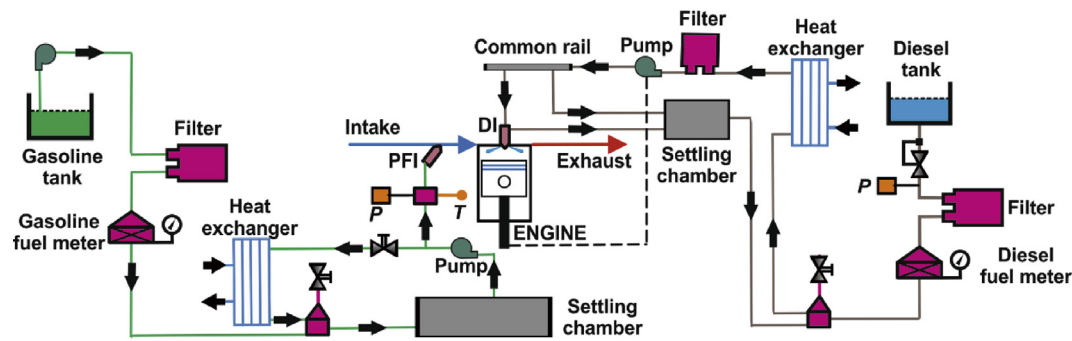 Filter
Common rail
Pump
Heat
exchanger
Diesel
tank
Filter
Intake
DI
Gasoline
tank
PFI
Exhaust
Settling
chamber
P
Gasoline
fuel meter
Heat
exchanger
P
T
Filter
ENGINE
Pump
Diesel
fuel meter
Settling
chamber